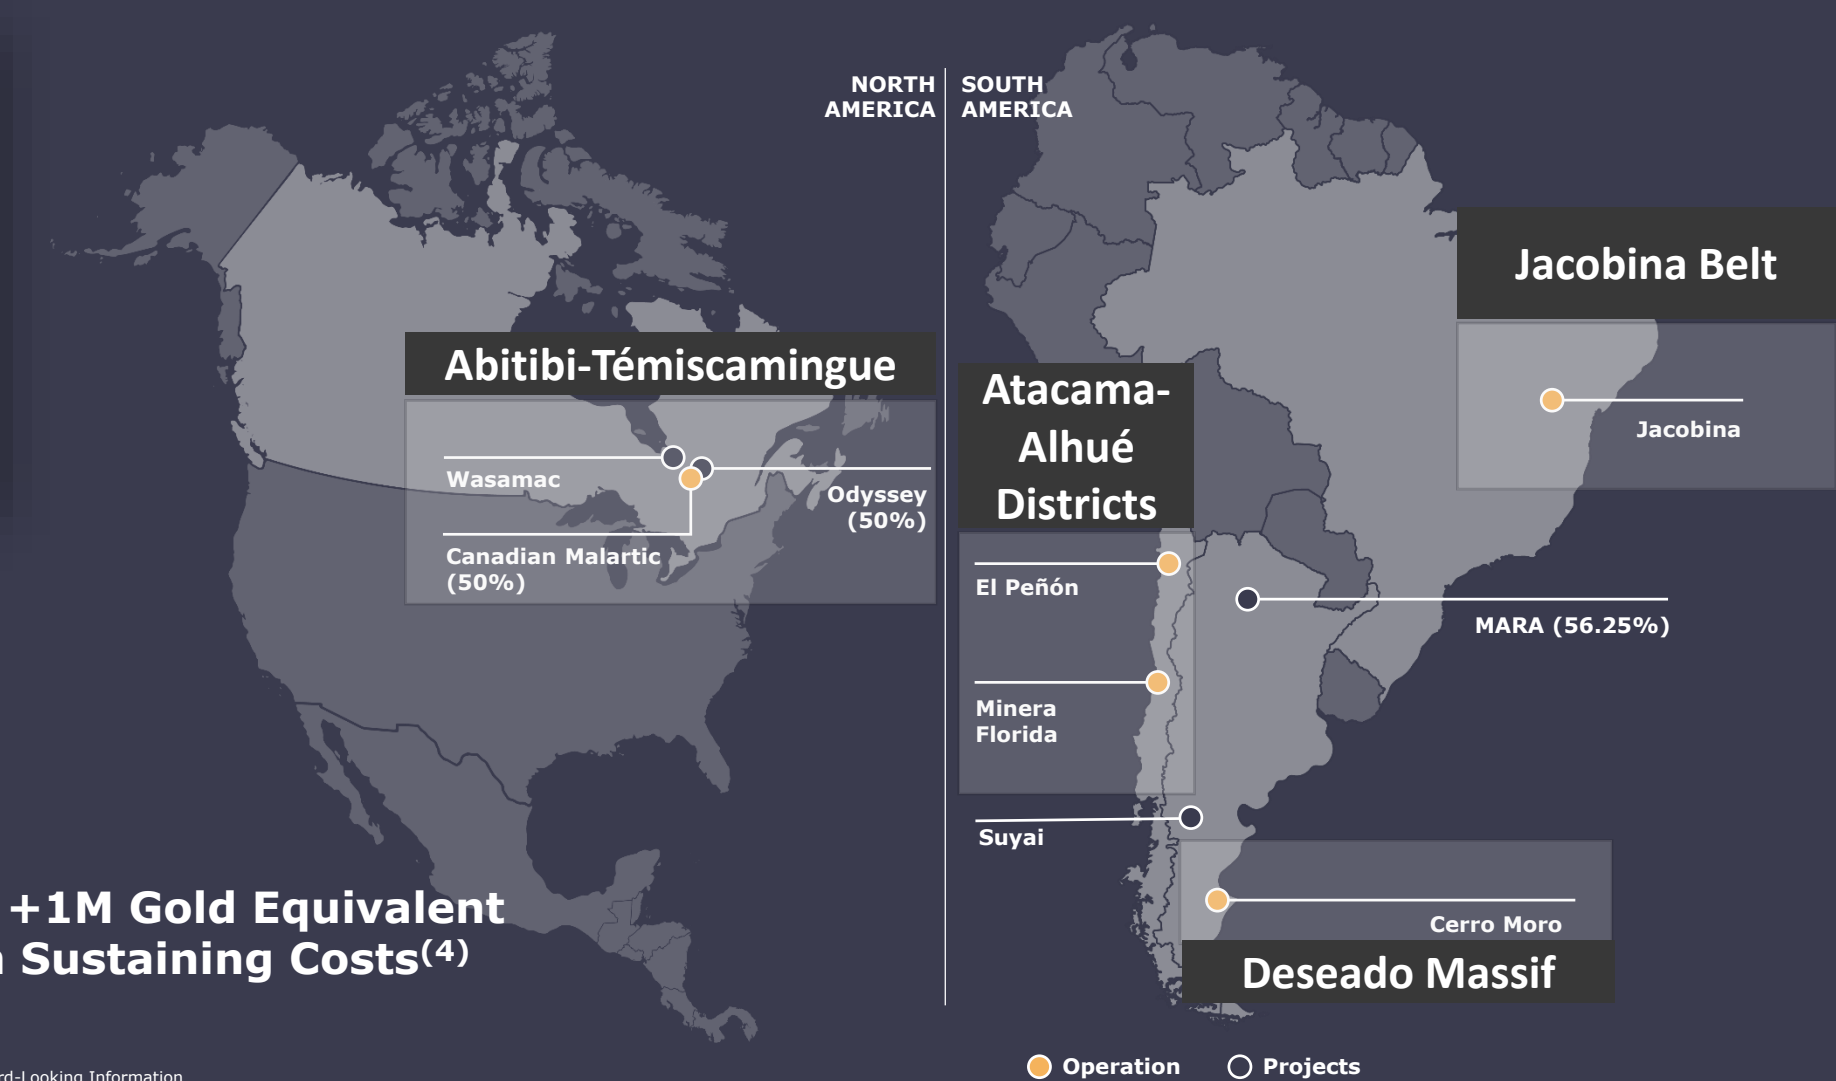 NORTH
AMERICA
SOUTH
AMERICA
Abitibi-Témiscamingue
Wasamac
Odyssey
(50%)
Canadian Malartic
(50%)
Jacobina Belt
Jacobina
Atacama-
Alhué
Districts
El Peñón
MARA (56.25%)
Minera
Florida
Suyai
Cerro Moro
Deseado Massif
+1M Gold Equivalent
Sustaining Costs(4)
Operation
Projects
Looking Information